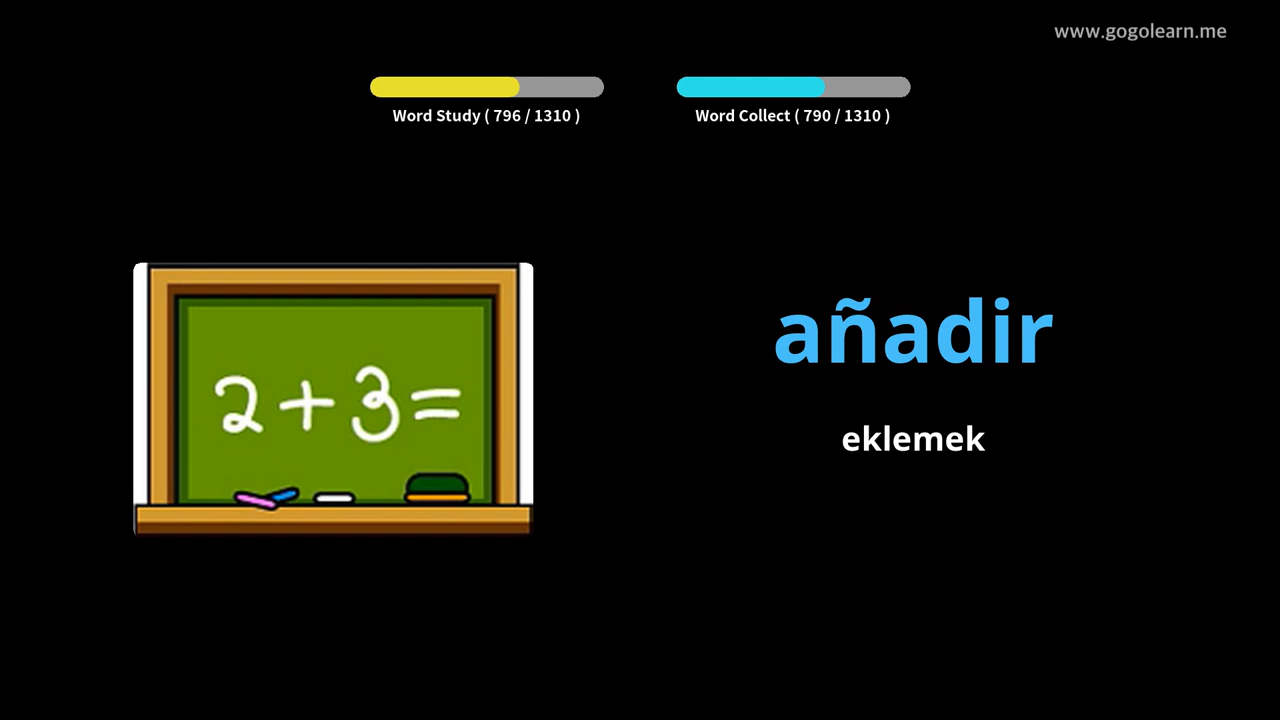 www.gogolearn.me
Word Study ( 796 / 1310 )
Word Collect ( 790 / 1310 )
2 + 3 =
añadir
eklemek